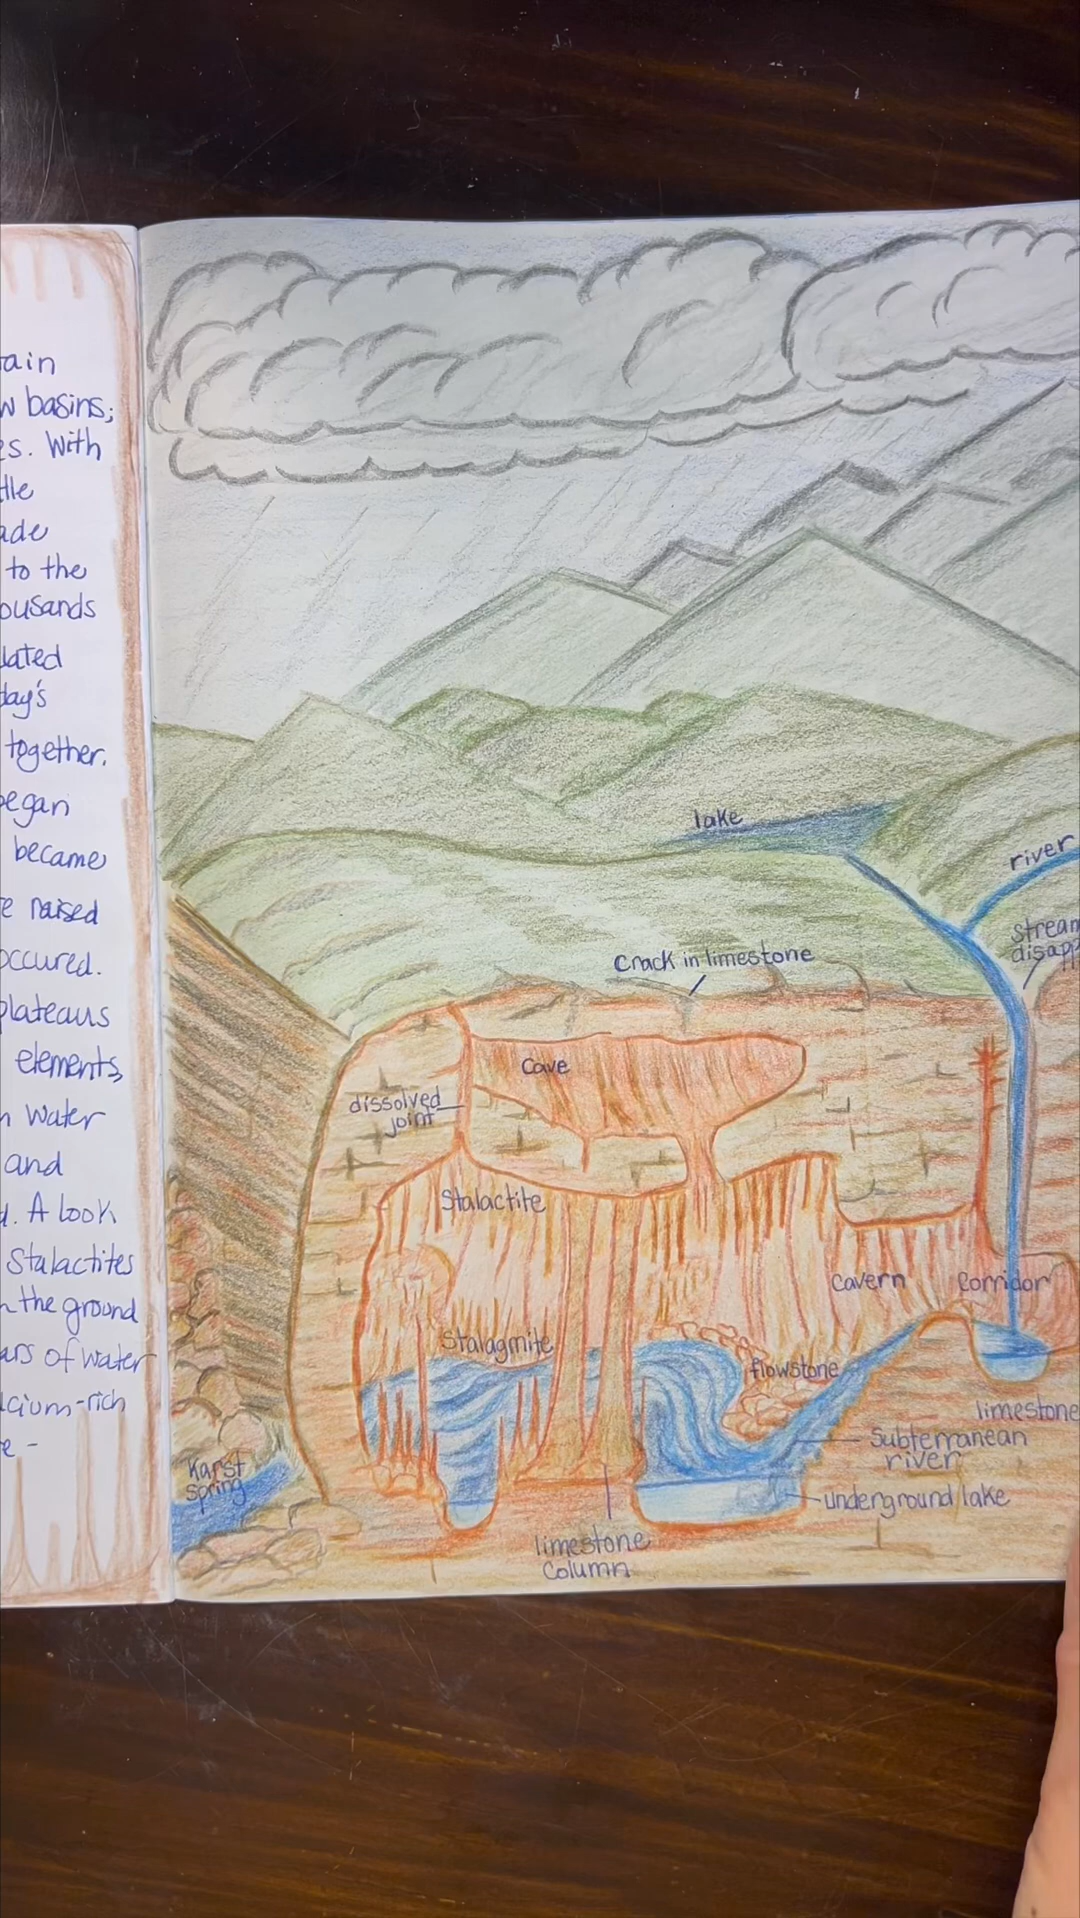 ain
w basins;
es. With
tle
ade
to the
ousands
lated
day's
together.
began
became
e raised
occured.
plateaus
elements,
n water
and
d. A look
Stalactites
n the ground
ars of water
lcium-rich
e -
lake
river
stream
disapp
Crack in limestone
Cave
dissolved
joint
Stalactite
Cavern
Corridor
Stalagmite
flowstone
limestone
Subterranean
river
underground lake
Karst
spring
limestone
Column